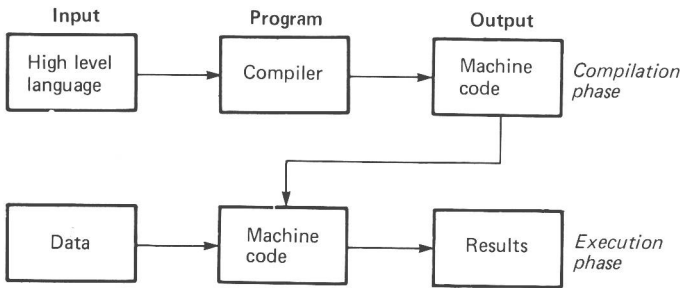 Input
Program
Output
High level
language
Compiler
Machine
code
Compilation
phase
Data
Machine
code
Results
Execution
phase